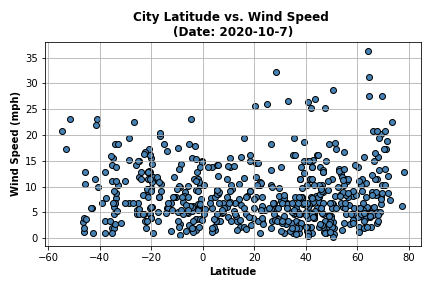 City Latitude vs. Wind Speed
(Date: 2020-10-7)
Wind Speed (mph)
35
30
25
20
15
10
5
0
−60 −40 −20 0 20 40 60 80
Latitude